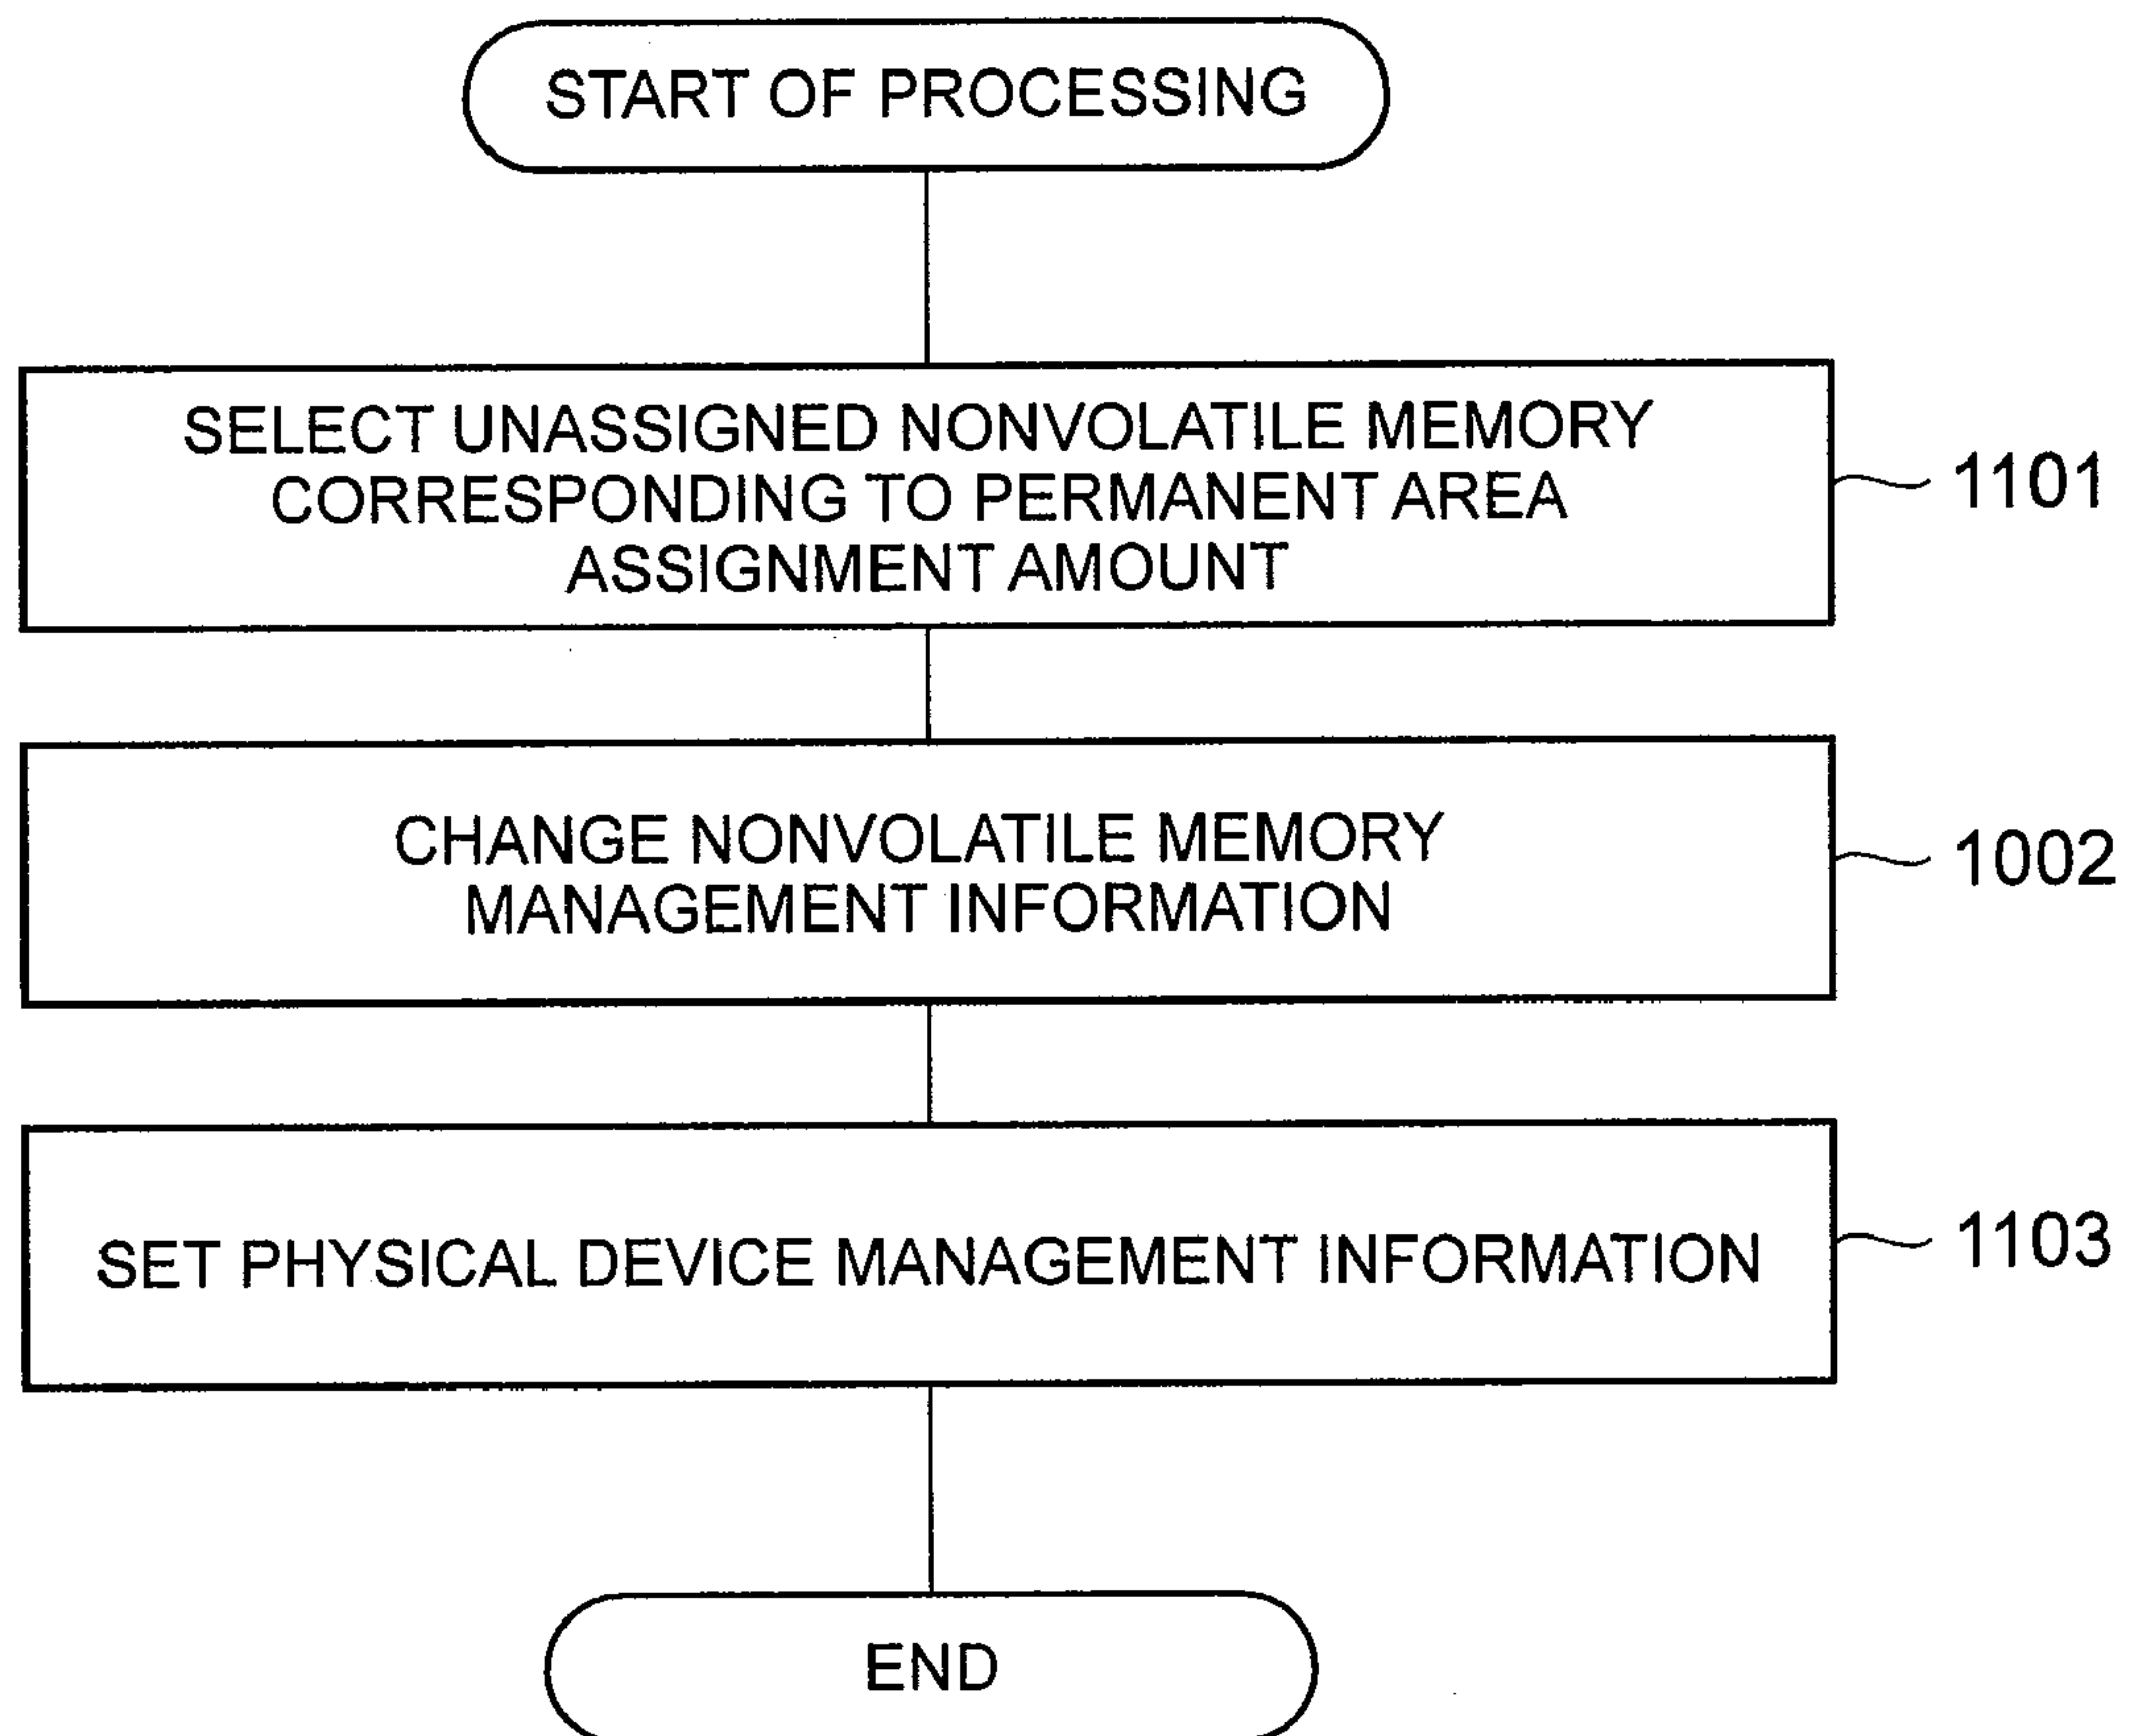 START OF PROCESSING
SELECT UNASSIGNED NONVOLATILE MEMORY
CORRESPONDING TO PERMANENT AREA
ASSIGNMENT AMOUNT
1101
CHANGE NONVOLATILE MEMORY
MANAGEMENT INFORMATION
1002
SET PHYSICAL DEVICE MANAGEMENT INFORMATION
1103
END